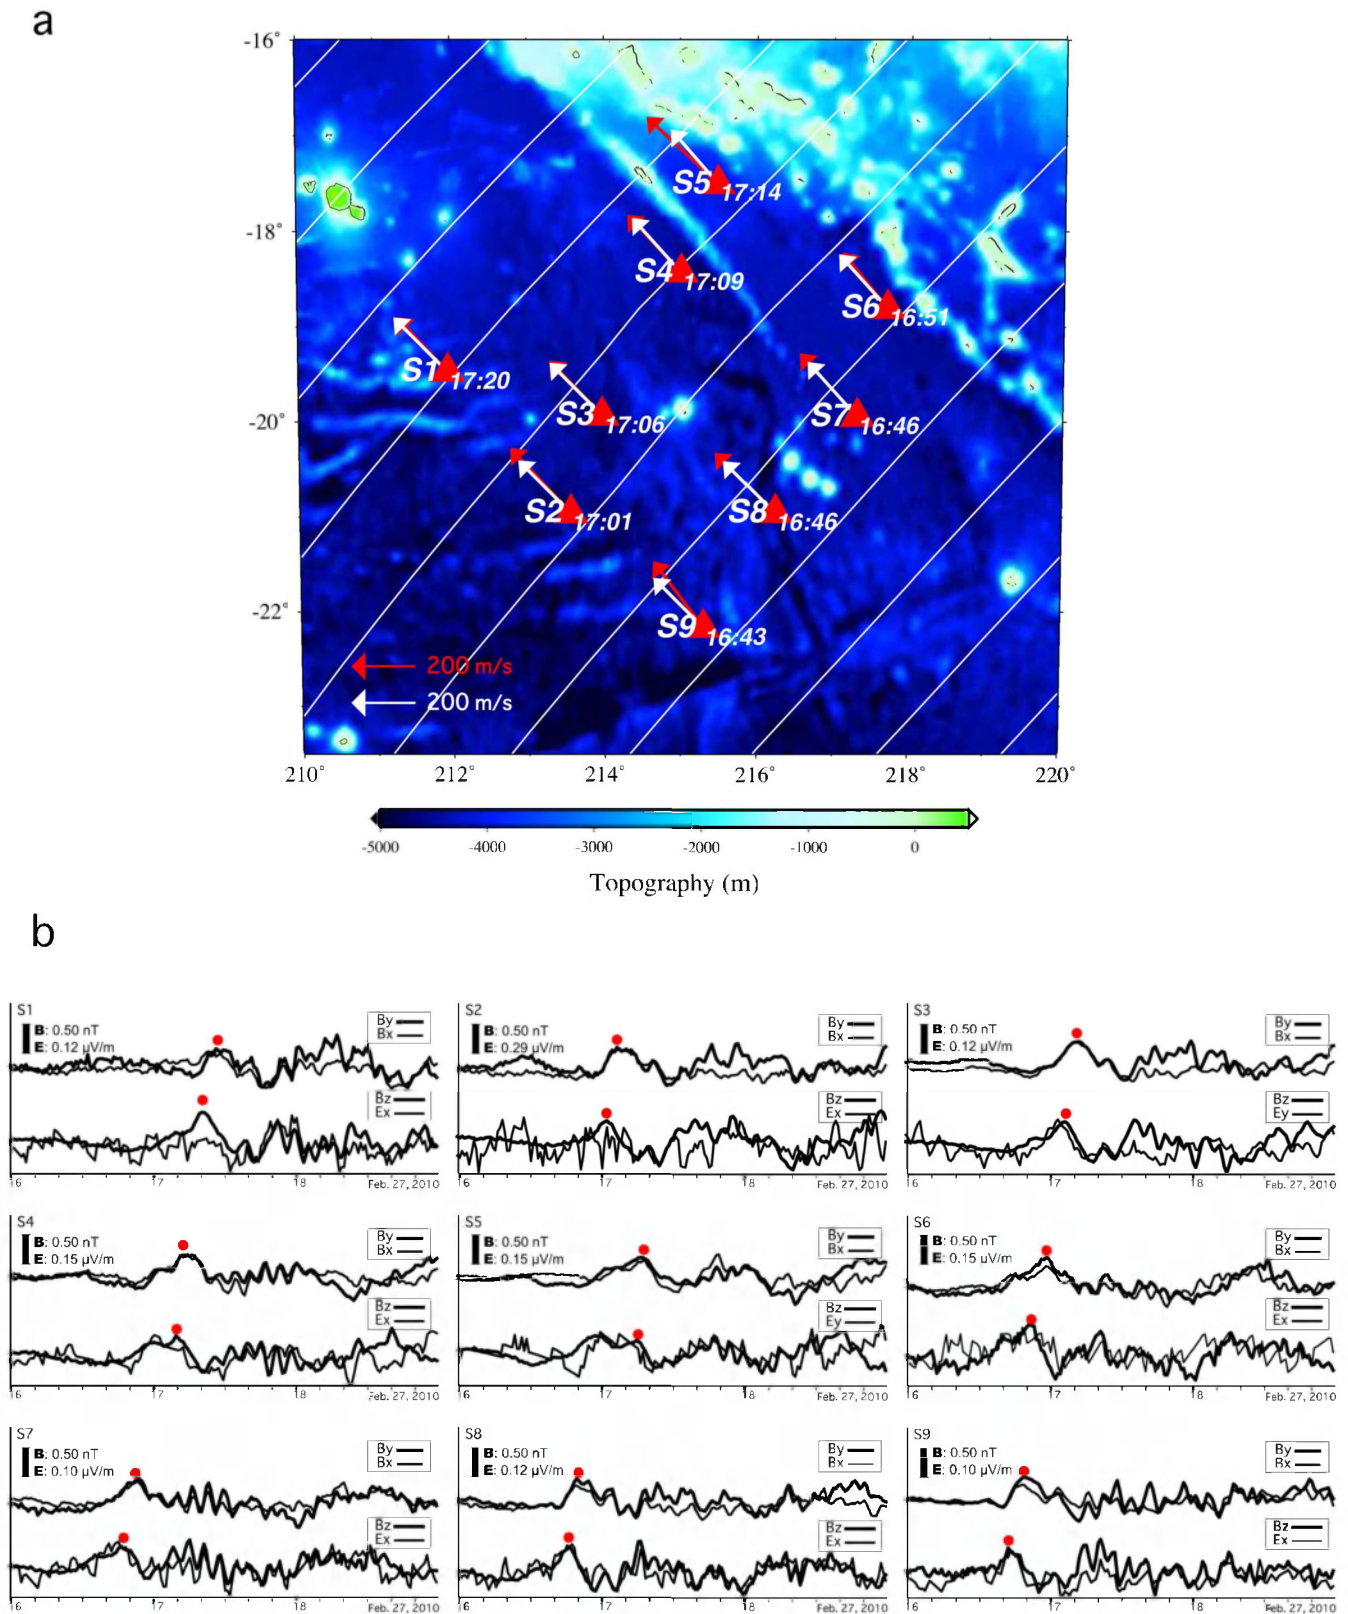 a
-16°
-18°
-20°
-22°
S5 17:14
S4 17:09
S6 16:51
S1 17:20
S3 17:06
S7 16:46
S2 17:01
S8 16:46
S9 16:43
200 m/s
200 m/s
210° 212° 214° 216° 218° 220°
-5000 -4000 -3000 -2000 -1000 0
Topography (m)
b
S1
B: 0.50 nT
E: 0.12 µV/m
By
Bx
Bz
Ex
16 17 18 Feb. 27, 2010
S2
B: 0.50 nT
E: 0.29 µV/m
By
Bx
Bz
Ex
16 17 18 Feb. 27, 2010
S3
B: 0.50 nT
E: 0.12 µV/m
By
Bx
Bz
Ey
16 17 18 Feb. 27, 2010
S4
B: 0.50 nT
E: 0.15 µV/m
By
Bx
Bz
Ex
16 17 18 Feb. 27, 2010
S5
B: 0.50 nT
E: 0.15 µV/m
By
Bx
Bz
Ey
16 17 18 Feb. 27, 2010
S6
B: 0.50 nT
E: 0.15 µV/m
By
Bx
Bz
Ex
16 17 18 Feb. 27, 2010
S7
B: 0.50 nT
E: 0.10 µV/m
By
Bx
Bz
Ex
16 17 18 Feb. 27, 2010
S8
B: 0.50 nT
E: 0.12 µV/m
By
Bx
Bz
Ex
16 17 18 Feb. 27, 2010
S9
B: 0.50 nT
E: 0.10 µV/m
By
Bx
Bz
Ex
16 17 18 Feb. 27, 2010